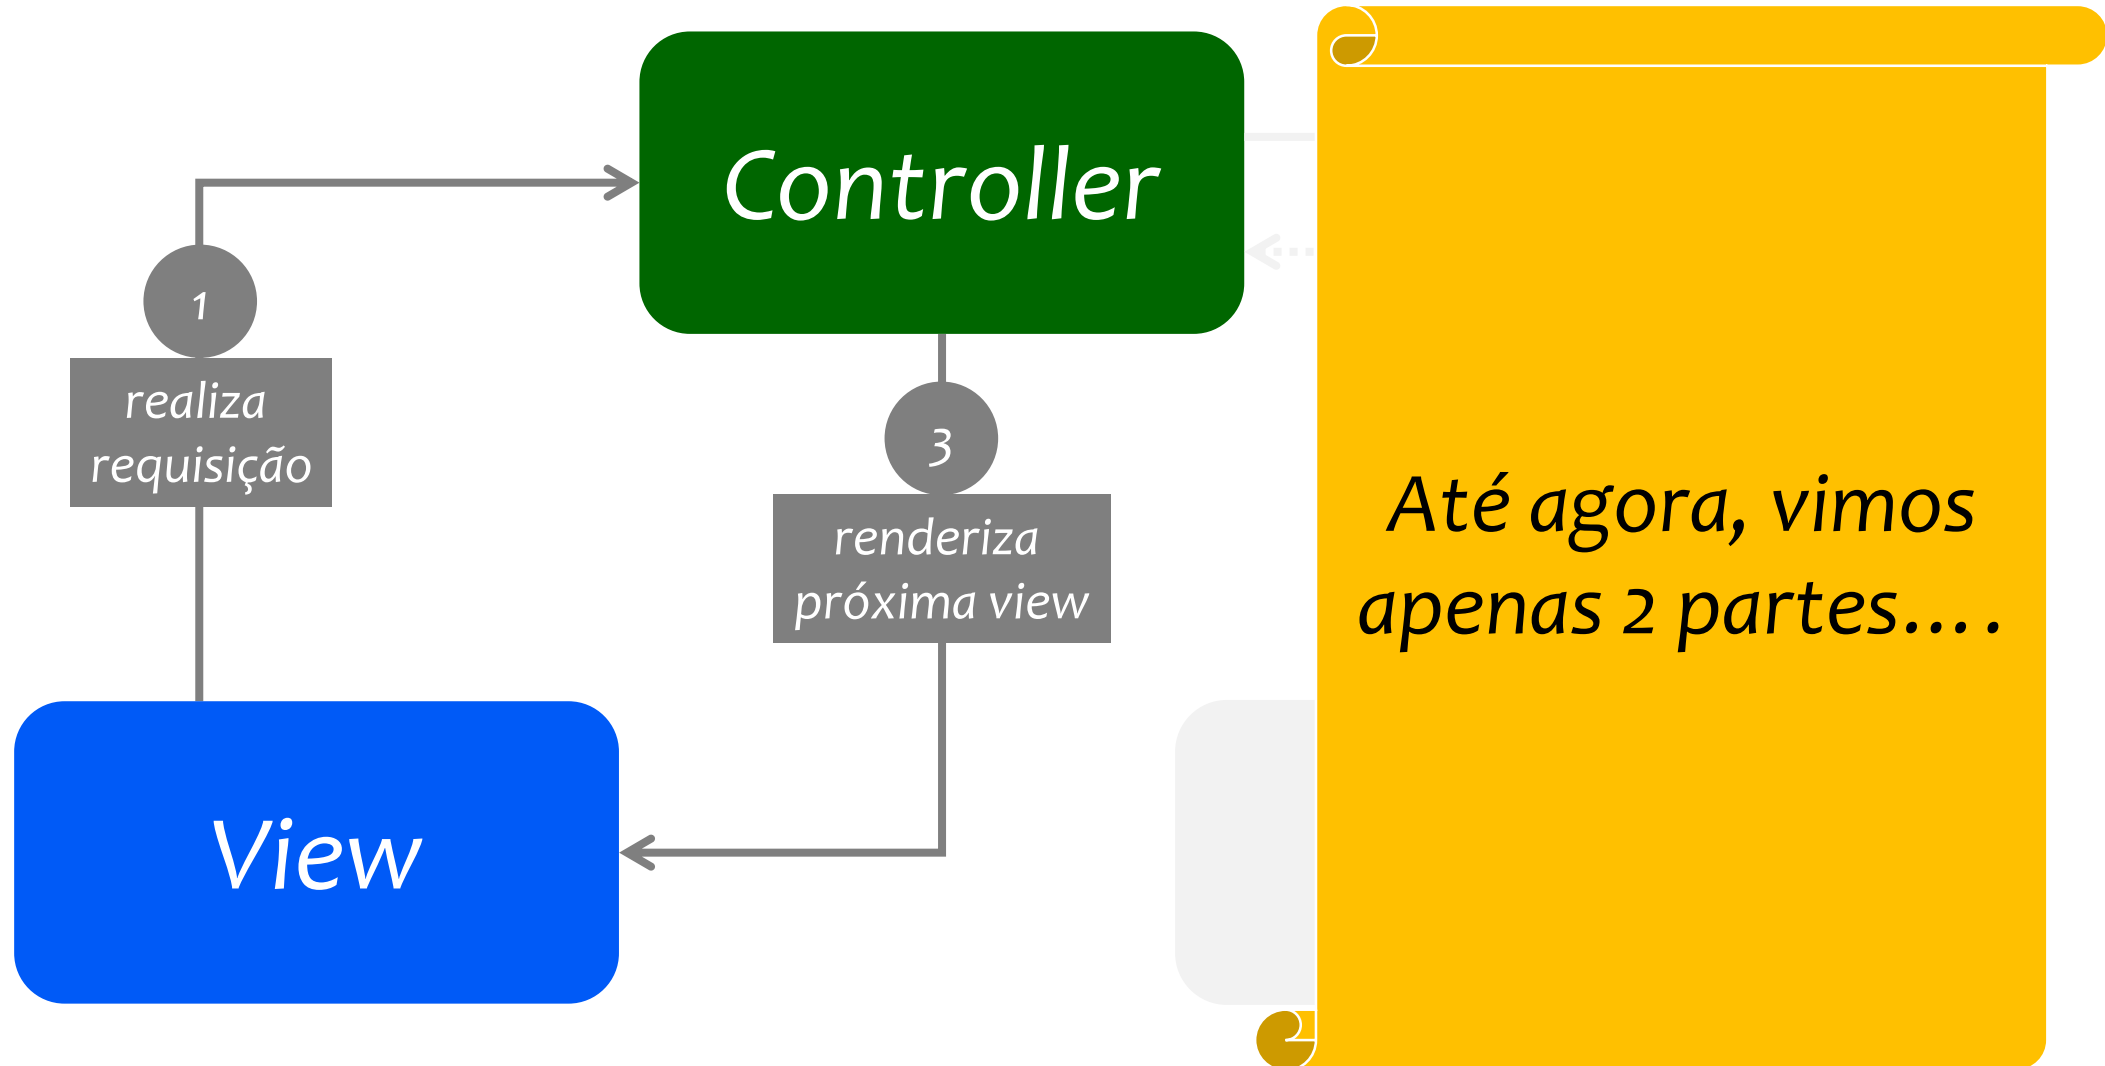 Controller
1
realiza
requisição
3
renderiza
próxima view
View
Até agora, vimos
apenas 2 partes….